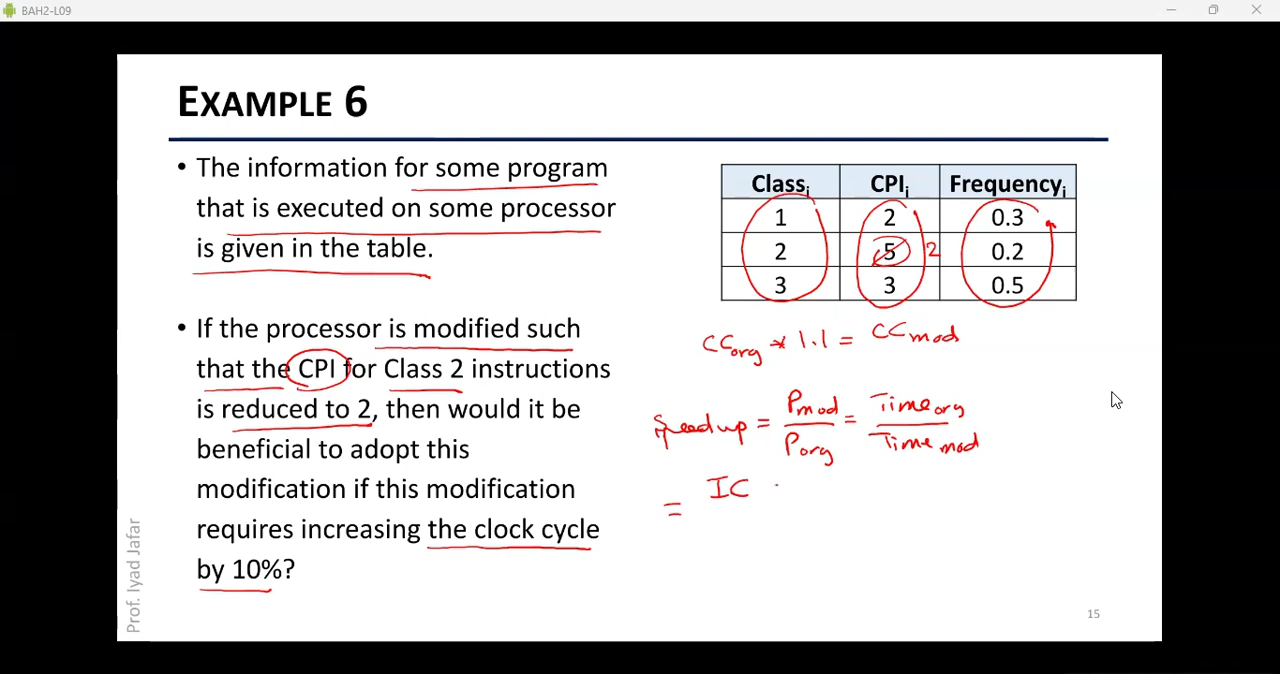 BAH2-L09
EXAMPLE 6
• The information for some program
that is executed on some processor
is given in the table.
• If the processor is modified such
that the CPI for Class 2 instructions
is reduced to 2, then would it be
beneficial to adopt this
modification if this modification
requires increasing the clock cycle
by 10%?
Classi CPIi Frequencyi
1 2 0.3
2 5 2 0.2
3 3 0.5
CCorg * 1.1 = CCmod
Speedup = Pmod / Porg = Timeorg / Timemod
= IC
Prof. Iyad Jafar
15